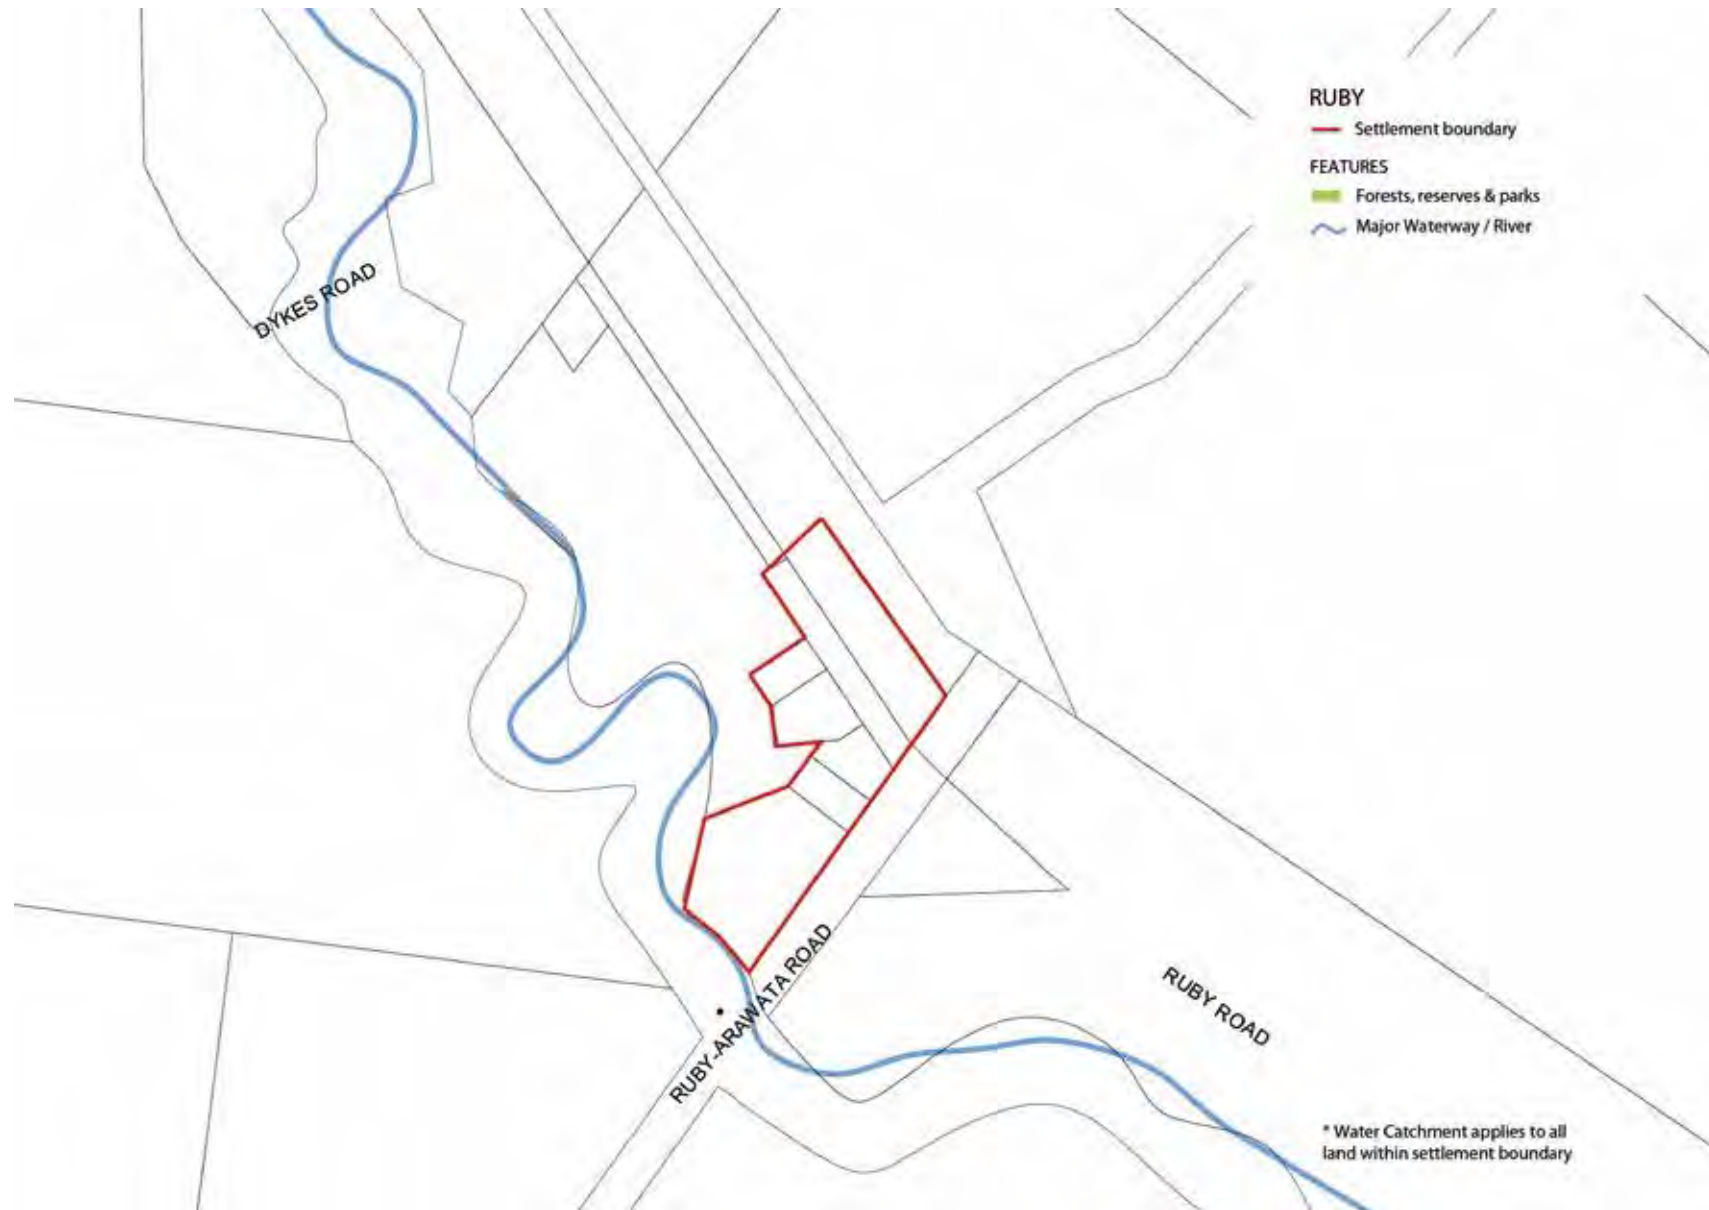 RUBY
Settlement boundary
FEATURES
Forests, reserves & parks
Major Waterway / River
DYKES ROAD
RUBY-ARAWATA ROAD
RUBY ROAD
* Water Catchment applies to all
land within settlement boundary